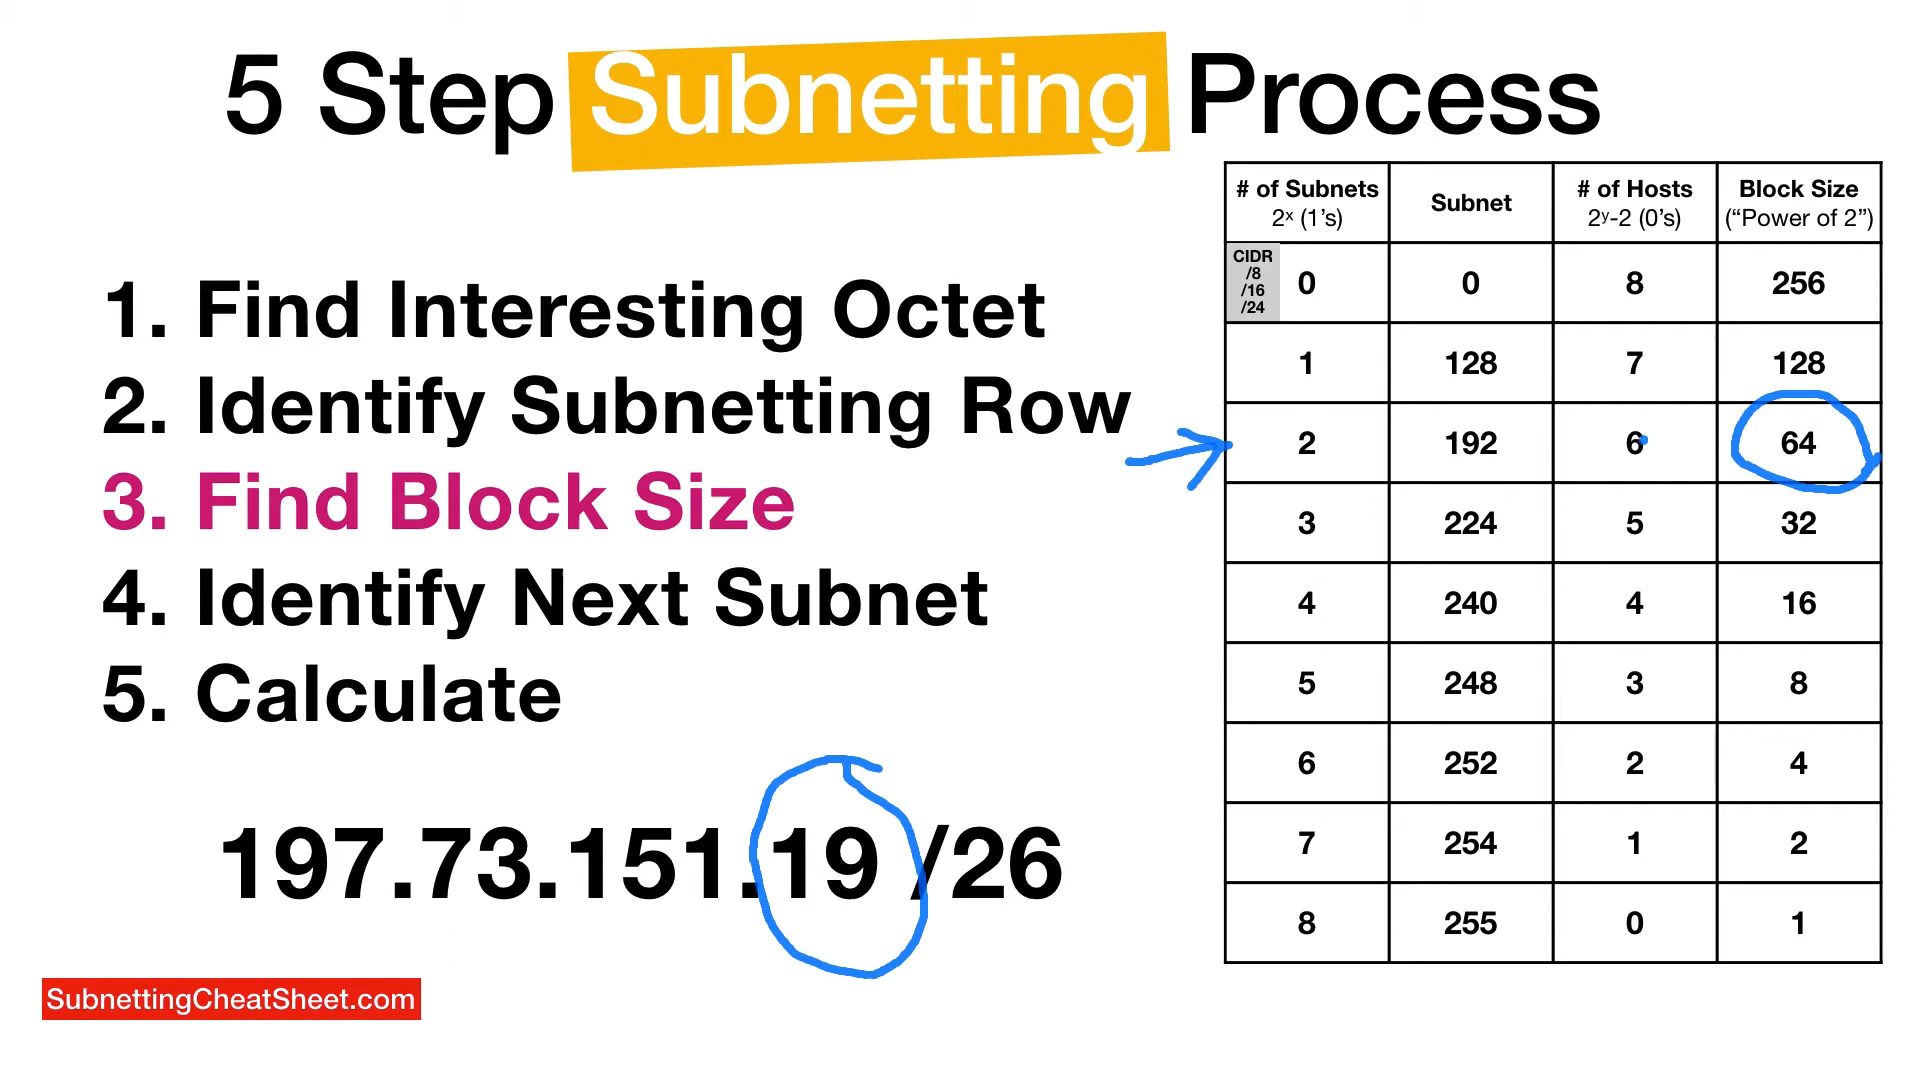 5 Step Subnetting Process
1. Find Interesting Octet
2. Identify Subnetting Row
3. Find Block Size
4. Identify Next Subnet
5. Calculate
197.73.151.19 /26
SubnettingCheatSheet.com
# of Subnets Subnet # of Hosts Block Size
2ˣ (1’s) 2ʸ-2 (0’s) (“Power of 2”)
CIDR
/8
/16
/24
0 0 8 256
1 128 7 128
2 192 6 64
3 224 5 32
4 240 4 16
5 248 3 8
6 252 2 4
7 254 1 2
8 255 0 1